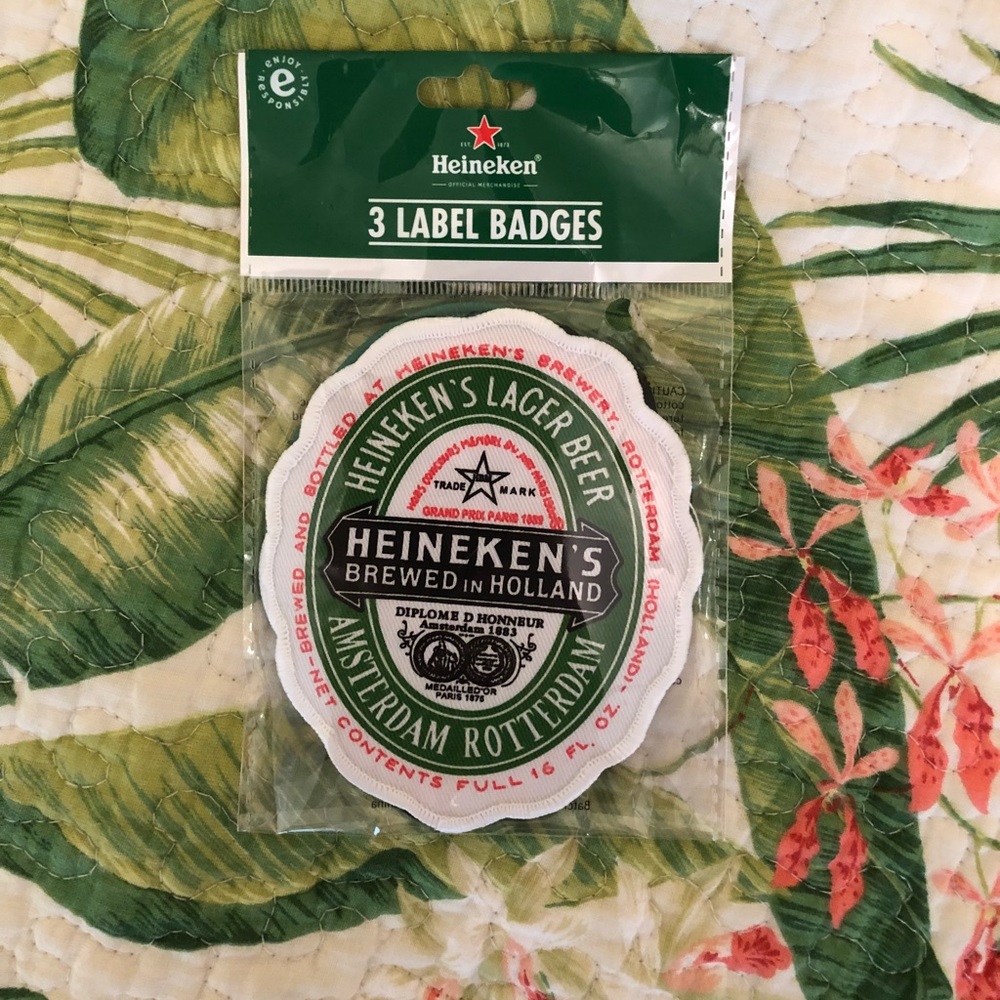 ENJOY RESPONSIBLY
e
EST. 1873
Heineken®
OFFICIAL MERCHANDISE
3 LABEL BADGES
-BREWED AND BOTTLED AT HEINEKEN'S BREWERY, ROTTERDAM (HOLLAND)-
HEINEKEN'S LAGER BEER
TRADE MARK
GRAND PRIX PARIS 1889
HEINEKEN'S
BREWED IN HOLLAND
DIPLOME D HONNEUR
Amsterdam 1883
MEDAILLED'OR
PARIS 1875
AMSTERDAM ROTTERDAM
NET CONTENTS FULL 16 FL. OZ.